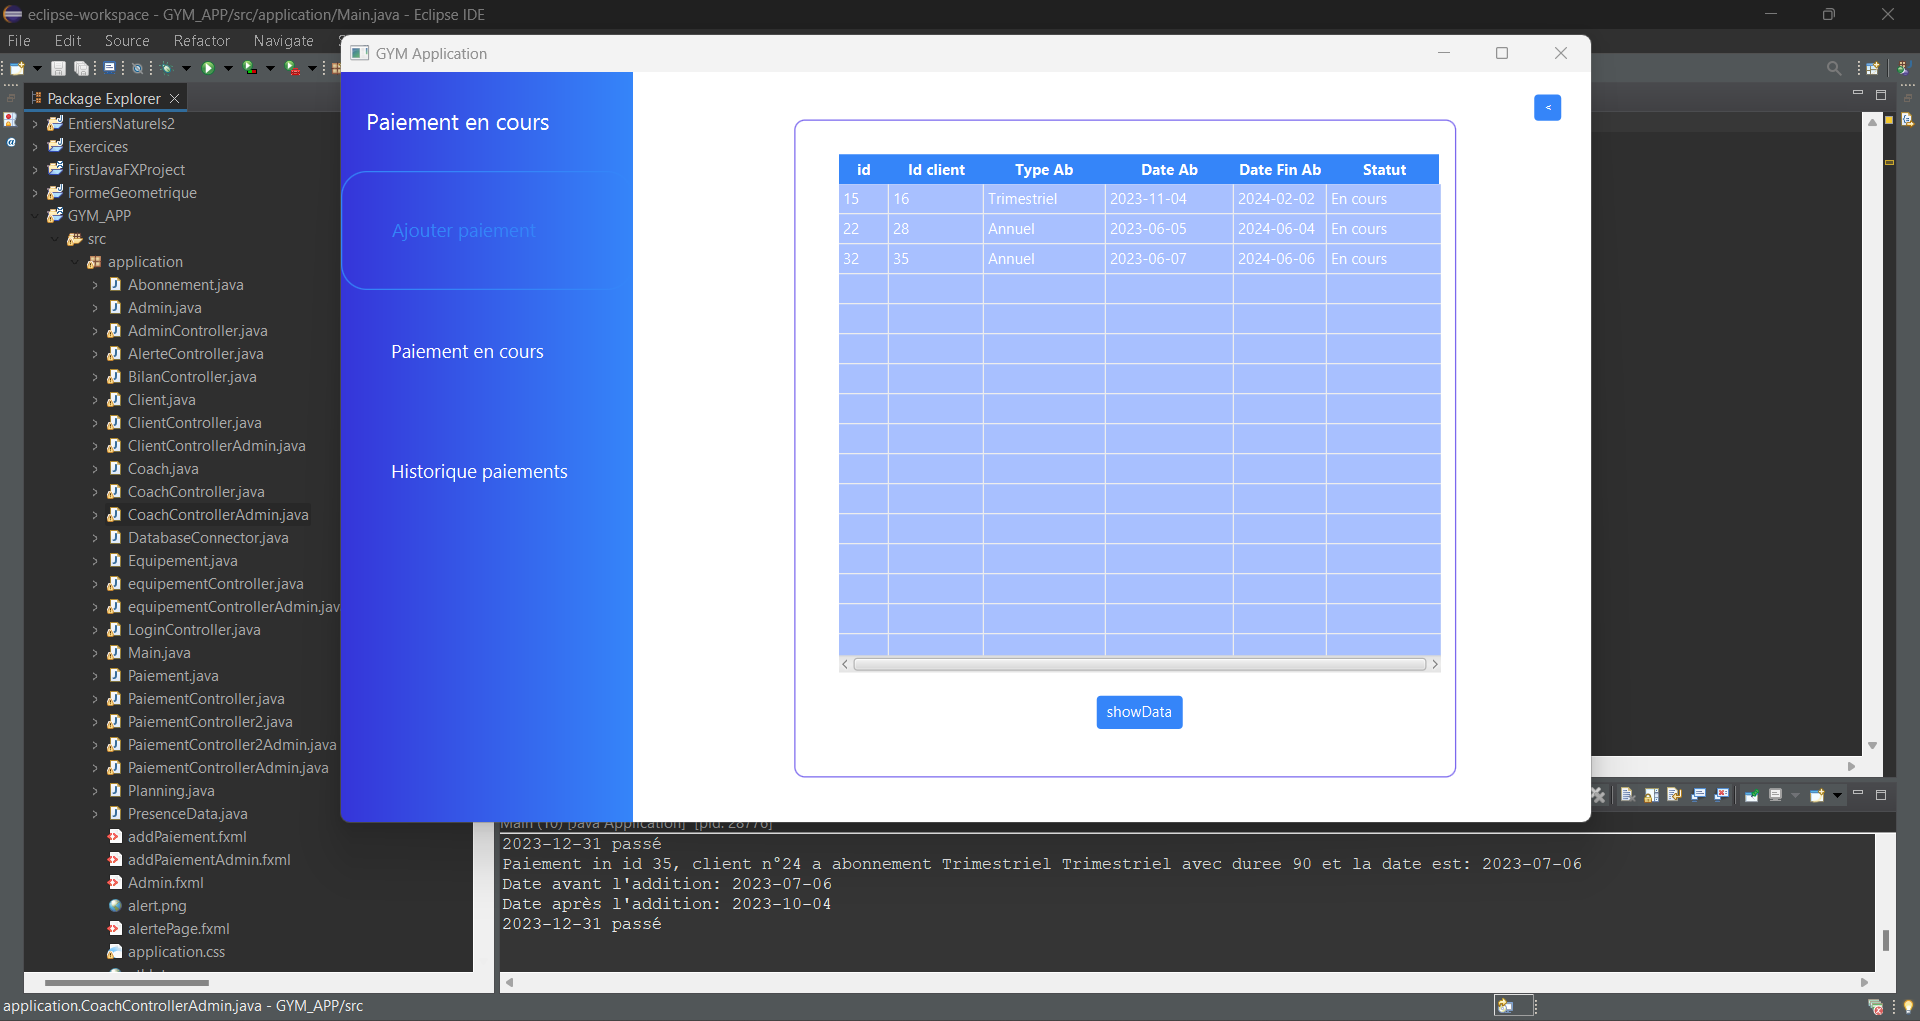 eclipse-workspace - GYM_APP/src/application/Main.java - Eclipse IDE
File Edit Source Refactor Navigate
Package Explorer
EntiersNaturels2
Exercices
FirstJavaFXProject
FormeGeometrique
GYM_APP
src
application
Abonnement.java
Admin.java
AdminController.java
AlerteController.java
BilanController.java
Client.java
ClientController.java
ClientControllerAdmin.java
Coach.java
CoachController.java
CoachControllerAdmin.java
DatabaseConnector.java
Equipement.java
equipementController.java
equipementControllerAdmin.jav
LoginController.java
Main.java
Paiement.java
PaiementController.java
PaiementController2.java
PaiementController2Admin.java
PaiementControllerAdmin.java
Planning.java
PresenceData.java
addPaiement.fxml
addPaiementAdmin.fxml
Admin.fxml
alert.png
alertePage.fxml
application.css
GYM Application
Paiement en cours
Ajouter paiement
Paiement en cours
Historique paiements
<
id Id client Type Ab Date Ab Date Fin Ab Statut
15 16 Trimestriel 2023-11-04 2024-02-02 En cours
22 28 Annuel 2023-06-05 2024-06-04 En cours
32 35 Annuel 2023-06-07 2024-06-06 En cours
showData
Main (10) [Java Application] [pid: 28776]
2023-12-31 passé
Paiement in id 35, client n°24 a abonnement Trimestriel Trimestriel avec duree 90 et la date est: 2023-07-06
Date avant l'addition: 2023-07-06
Date après l'addition: 2023-10-04
2023-12-31 passé
application.CoachControllerAdmin.java - GYM_APP/src